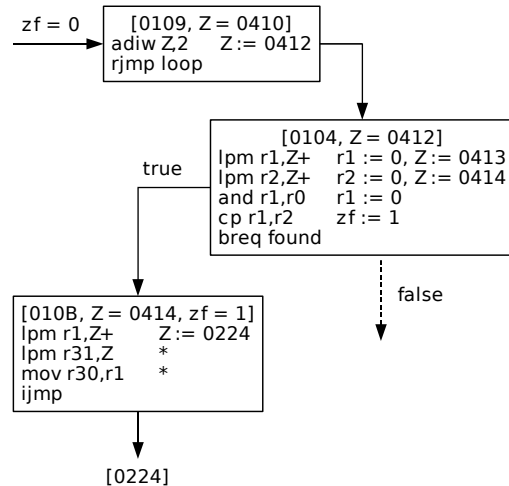 zf = 0
[0109, Z = 0410]
adiw Z,2 Z := 0412
rjmp loop
[0104, Z = 0412]
lpm r1,Z+ r1 := 0, Z := 0413
lpm r2,Z+ r2 := 0, Z := 0414
and r1,r0 r1 := 0
cp r1,r2 zf := 1
breq found
true
false
[010B, Z = 0414, zf = 1]
lpm r1,Z+ Z := 0224
lpm r31,Z *
mov r30,r1 *
ijmp
[0224]